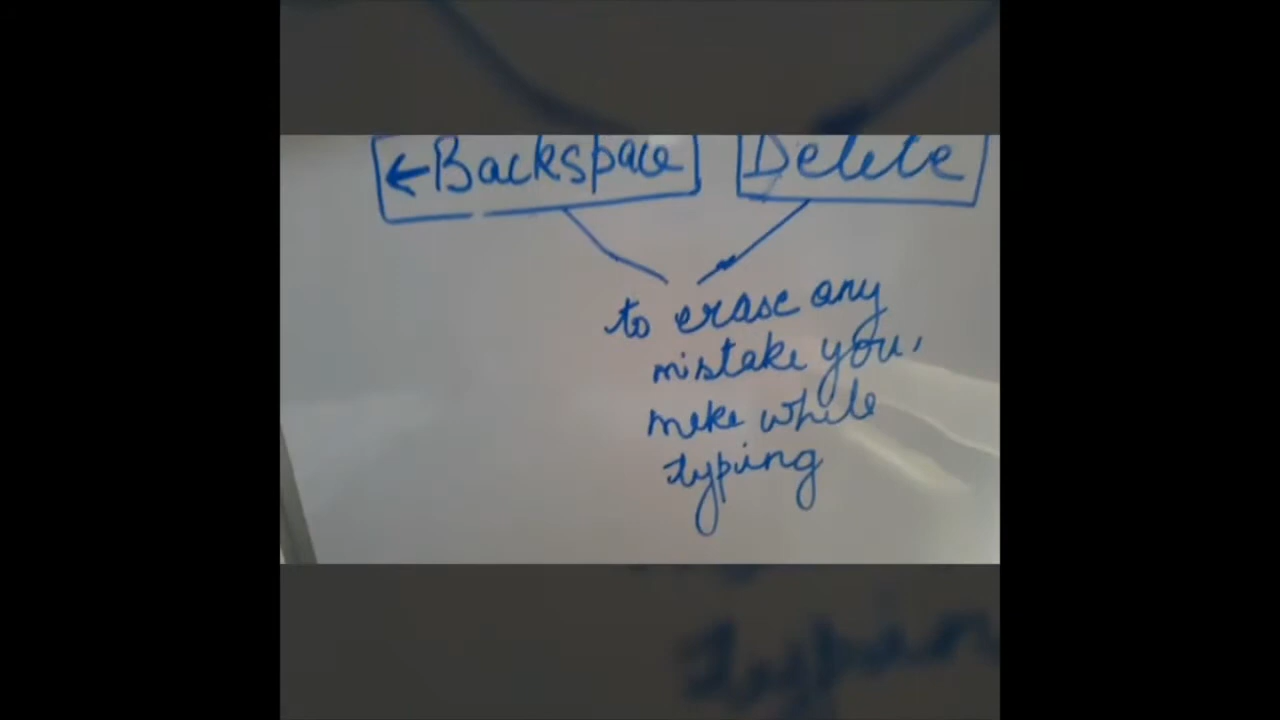 ←Backspace Delete
to erase any
mistake you,
make while
typing